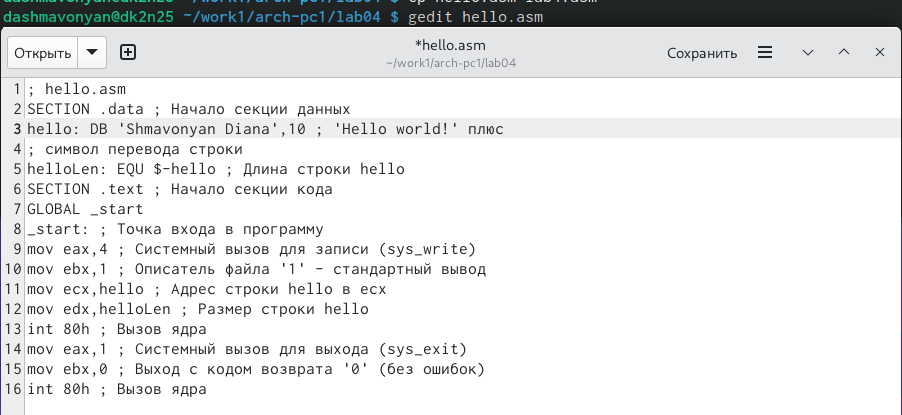 dashmavonyan@dk2n25 ~/work1/arch-pc1/lab04 $ cp hello.asm lab4.asm
dashmavonyan@dk2n25 ~/work1/arch-pc1/lab04 $ gedit hello.asm
Открыть *hello.asm Сохранить
~/work1/arch-pc1/lab04
1 ; hello.asm
2 SECTION .data ; Начало секции данных
3 hello: DB 'Shmavonyan Diana',10 ; 'Hello world!' плюс
4 ; символ перевода строки
5 helloLen: EQU $-hello ; Длина строки hello
6 SECTION .text ; Начало секции кода
7 GLOBAL _start
8 _start: ; Точка входа в программу
9 mov eax,4 ; Системный вызов для записи (sys_write)
10 mov ebx,1 ; Описатель файла '1' - стандартный вывод
11 mov ecx,hello ; Адрес строки hello в ecx
12 mov edx,helloLen ; Размер строки hello
13 int 80h ; Вызов ядра
14 mov eax,1 ; Системный вызов для выхода (sys_exit)
15 mov ebx,0 ; Выход с кодом возврата '0' (без ошибок)
16 int 80h ; Вызов ядра